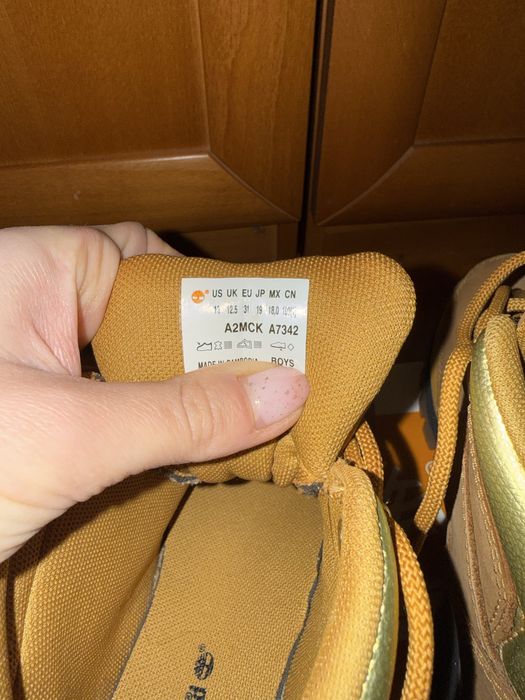 US UK EU JP MX CN
13 12.5 31 19 18.0
A2MCK A7342
MADE IN CAMBODIA BOYS